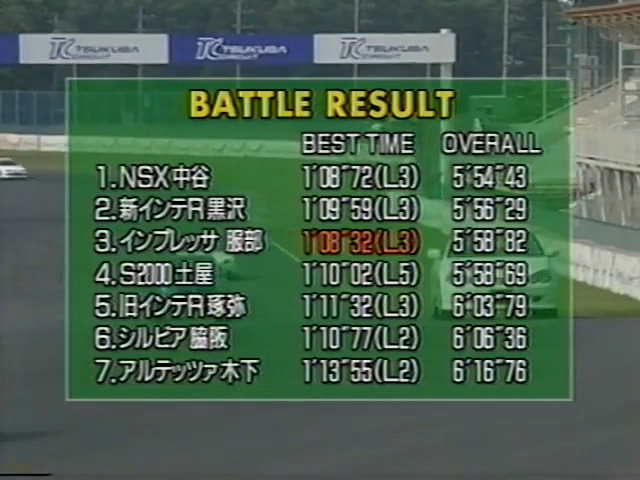 TC TSUKUBA CIRCUIT TC TSUKUBA CIRCUIT TC TSUKUBA CIRCUIT
BATTLE RESULT
BEST TIME OVERALL
1.NSX中谷 1'08"72(L3) 5'54"43
2.新インテR黒沢 1'09"59(L3) 5'56"29
3.インプレッサ 服部 1'08"32(L3) 5'58"82
4.S2000土屋 1'10"02(L5) 5'58"69
5.旧インテR琢弥 1'11"32(L3) 6'03"79
6.シルビア脇阪 1'10"77(L2) 6'06"36
7.アルテッツァ木下 1'13"55(L2) 6'16"76